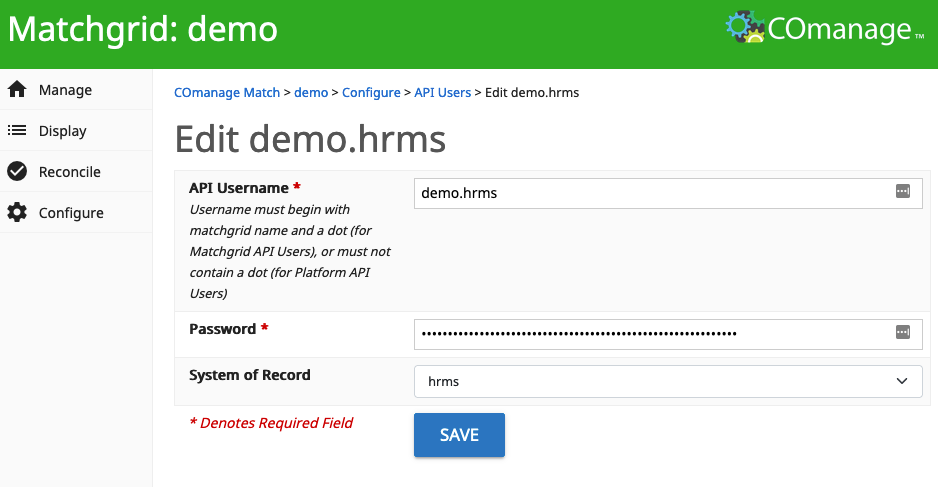 Matchgrid: demo
COmanage ™
Manage
Display
Reconcile
Configure
COmanage Match > demo > Configure > API Users > Edit demo.hrms
Edit demo.hrms
API Username *
Username must begin with
matchgrid name and a dot (for
Matchgrid API Users), or must not
contain a dot (for Platform API
Users)
demo.hrms
Password *
System of Record
hrms
* Denotes Required Field
SAVE